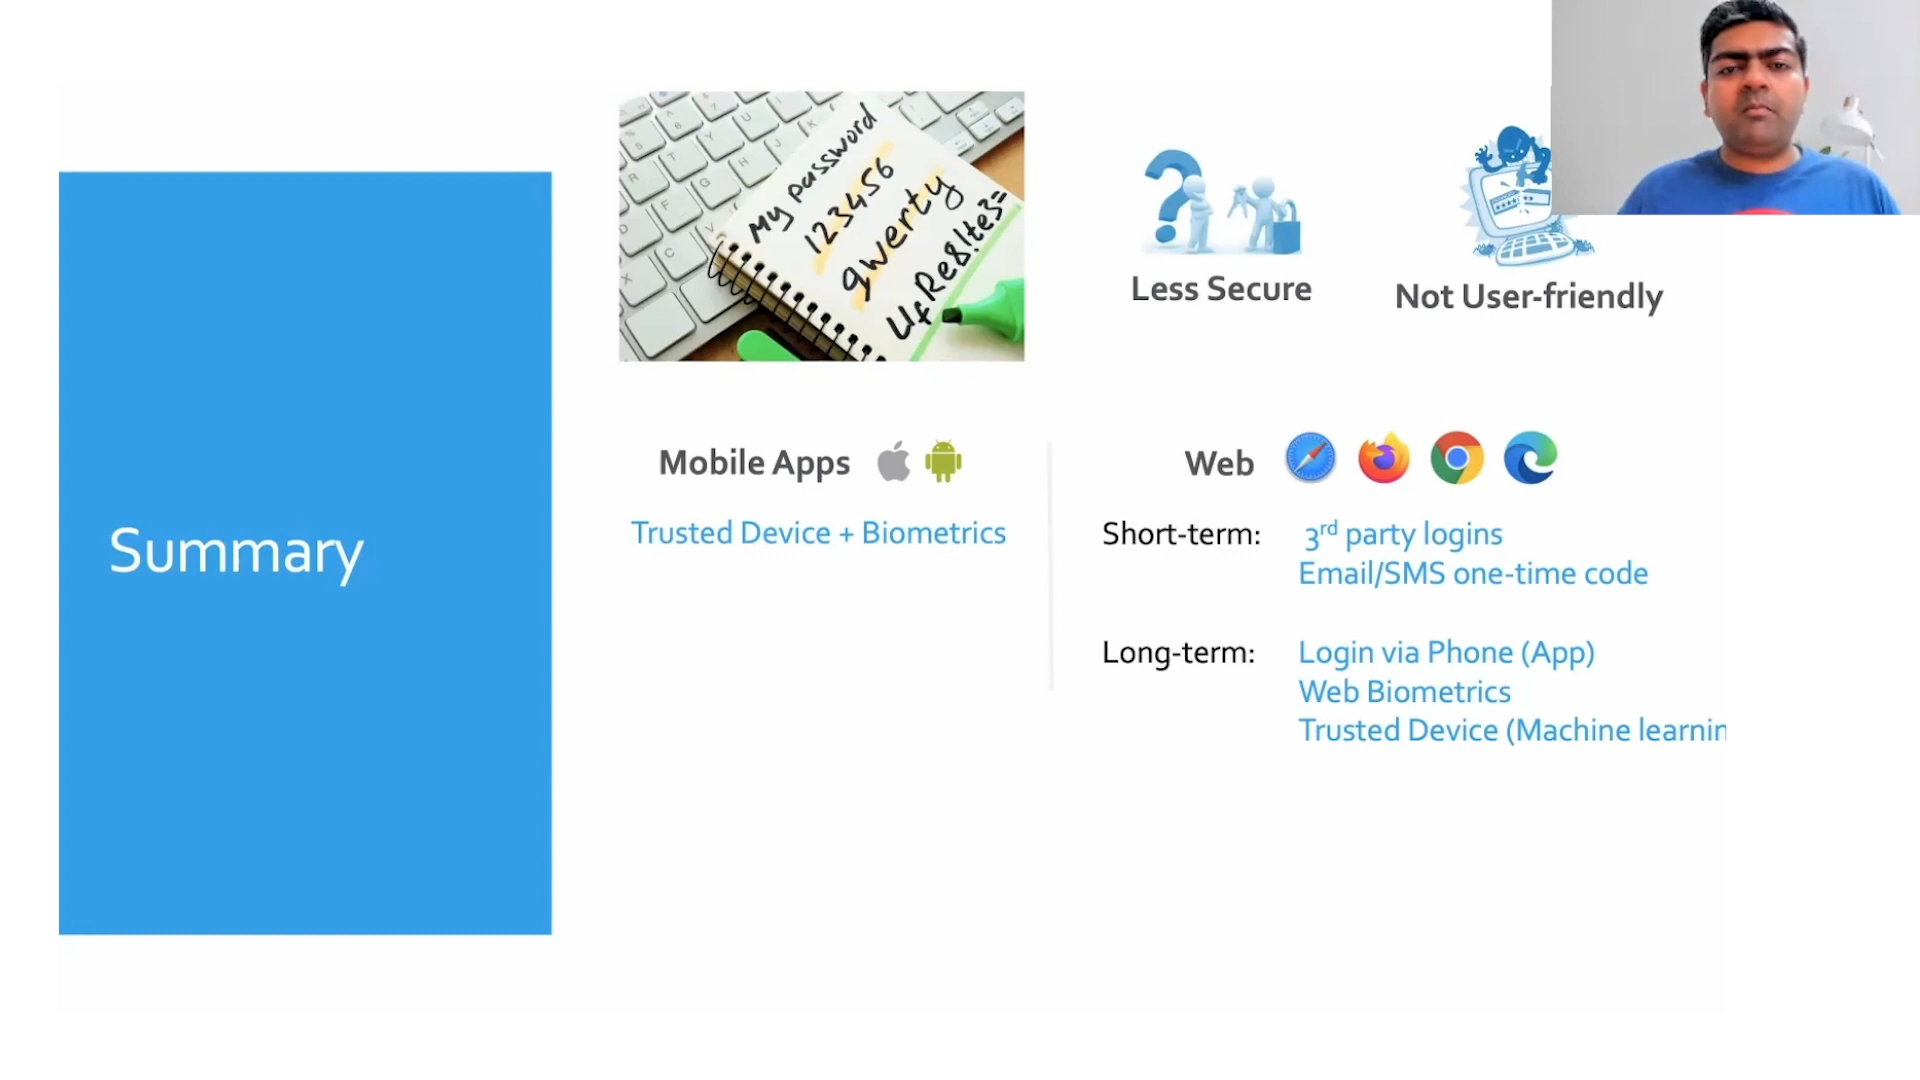 My password
123456
qwerty
UfRe8!te3=
Less Secure
Not User-friendly
Summary
Mobile Apps
Trusted Device + Biometrics
Web
Short-term: 3rd party logins
Email/SMS one-time code
Long-term: Login via Phone (App)
Web Biometrics
Trusted Device (Machine learnin